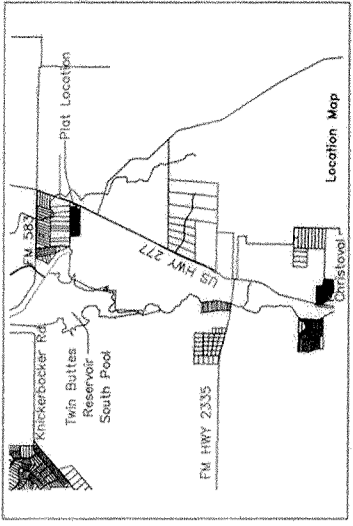 Knickerbocker Rd.
FM 583
Plat Location
Twin Buttes
Reservoir
South Pool
US HWY 277
FM HWY 2335
Christoval
Location Map